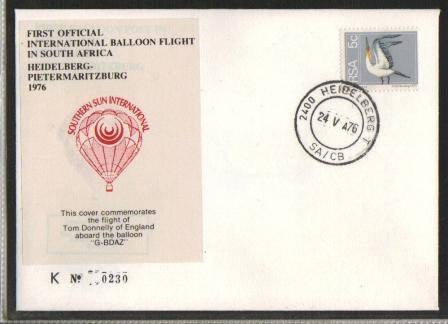 FIRST OFFICIAL
INTERNATIONAL BALLOON FLIGHT
IN SOUTH AFRICA
HEIDELBERG-
PIETERMARITZBURG
1976
SOUTHERN SUN INTERNATIONAL
This cover commemorates
the flight of
Tom Donnelly of England
aboard the balloon
"G-BDAZ"
K No 0230
RSA 5c
2400 HEIDELBERG T
24 V A76
SA/CB